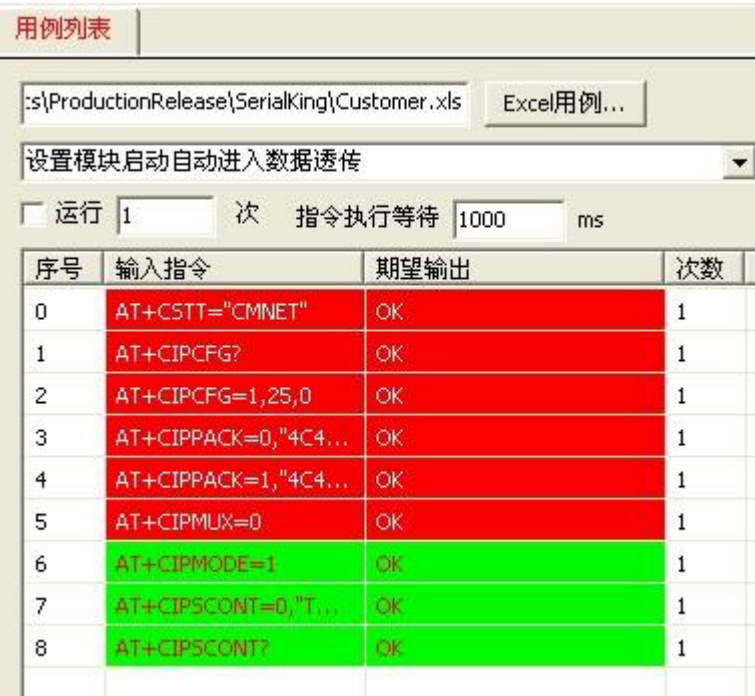 用例列表
:s\ProductionRelease\SerialKing\Customer.xls Excel用例...
设置模块启动自动进入数据透传
运行 1 次 指令执行等待 1000 ms
序号 输入指令 期望输出 次数
0 AT+CSTT="CMNET" OK 1
1 AT+CIPCFG? OK 1
2 AT+CIPCFG=1,25,0 OK 1
3 AT+CIPPACK=0,"4C4... OK 1
4 AT+CIPPACK=1,"4C4... OK 1
5 AT+CIPMUX=0 OK 1
6 AT+CIPMODE=1 OK 1
7 AT+CIPSCONT=0,"T... OK 1
8 AT+CIPSCONT? OK 1